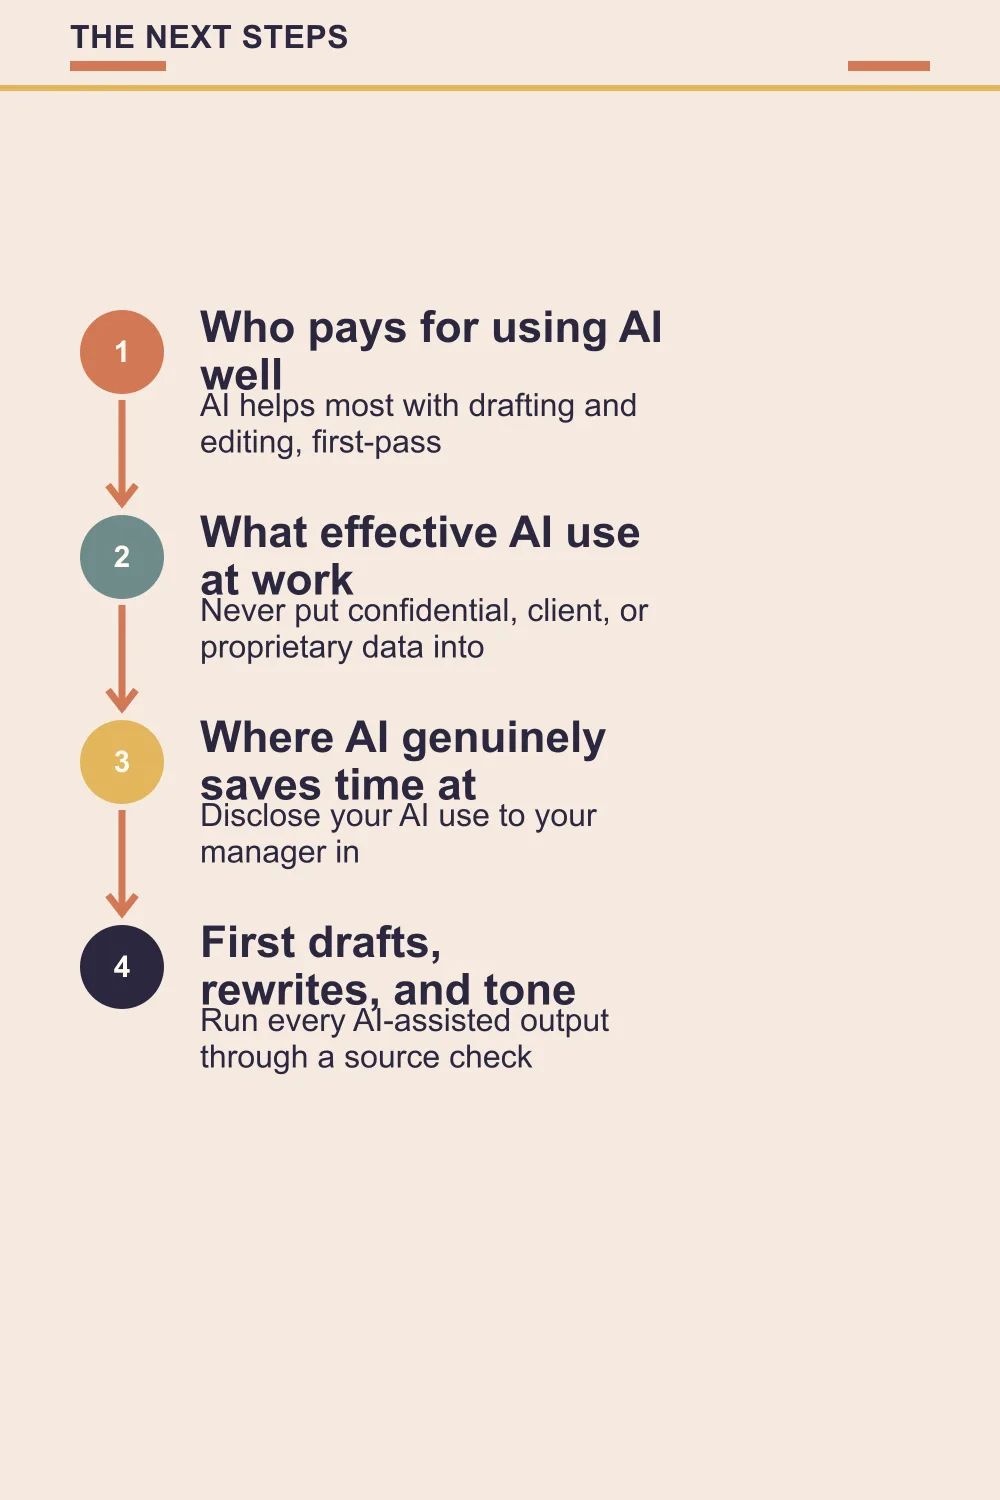 THE NEXT STEPS
1
Who pays for using AI
well
AI helps most with drafting and
editing, first-pass
2
What effective AI use
at work
Never put confidential, client, or
proprietary data into
3
Where AI genuinely
saves time at
Disclose your AI use to your
manager in
4
First drafts,
rewrites, and tone
Run every AI-assisted output
through a source check